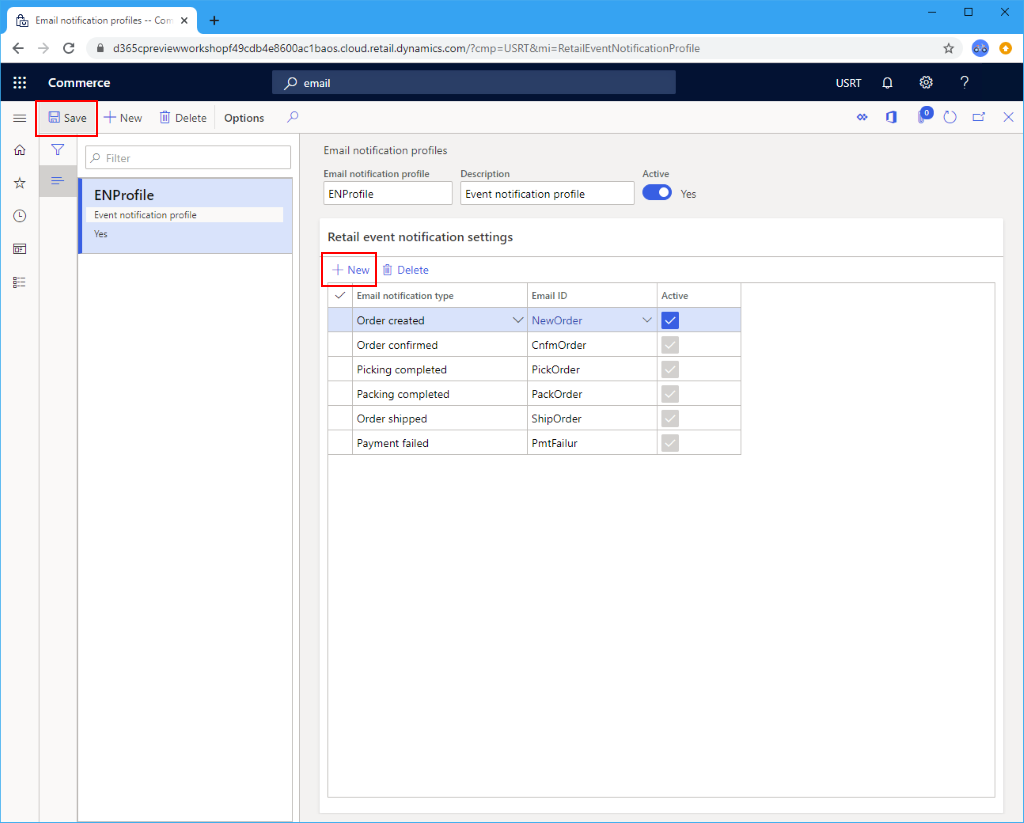 Email notification profiles -- Com
d365cpreviewworkshopf49cdb4e8600ac1baos.cloud.retail.dynamics.com/?cmp=USRT&mi=RetailEventNotificationProfile
Commerce
email
USRT
?
Save
New
Delete
Options
0
Filter
ENProfile
Event notification profile
Yes
Email notification profiles
Email notification profile Description Active
ENProfile Event notification profile Yes
Retail event notification settings
New Delete
Email notification type Email ID Active
Order created NewOrder
Order confirmed CnfmOrder
Picking completed PickOrder
Packing completed PackOrder
Order shipped ShipOrder
Payment failed PmtFailur